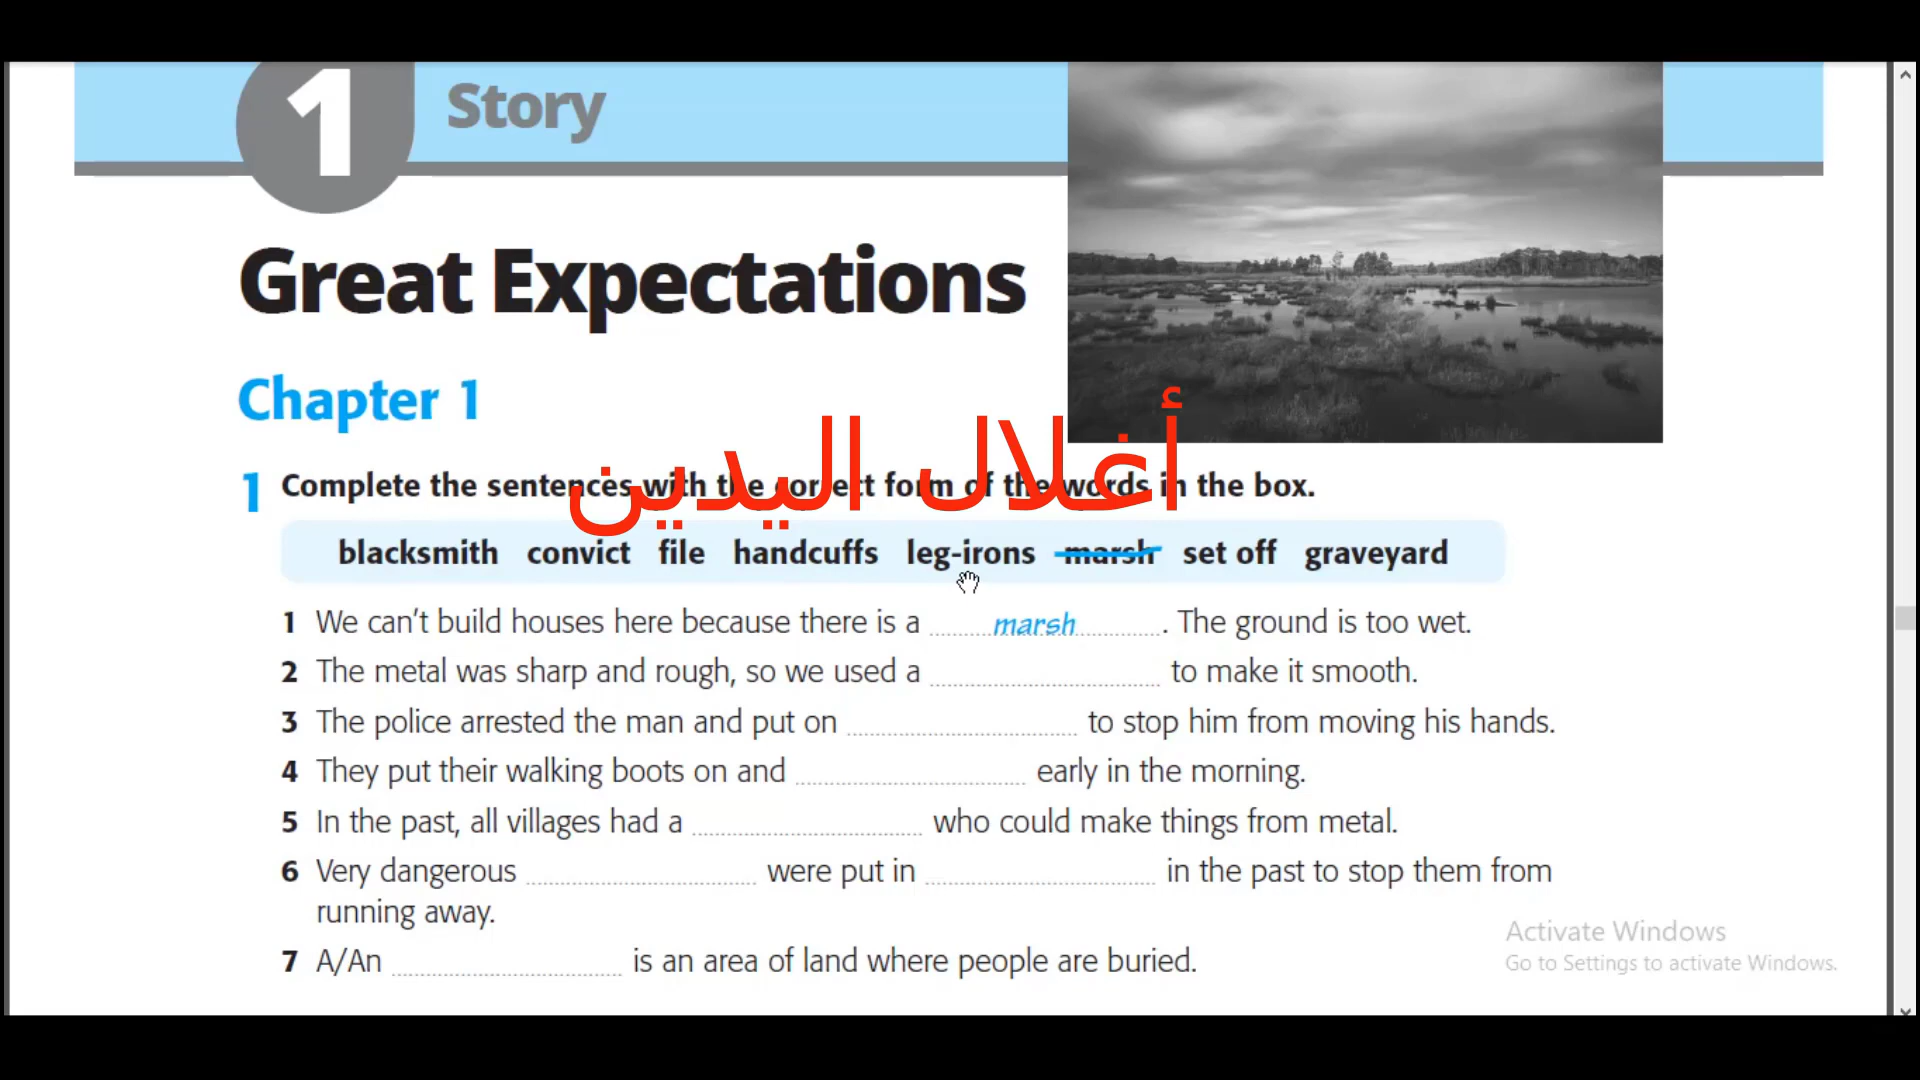 1 Story
Great Expectations
Chapter 1
أغلال اليدين
1 Complete the sentences with the correct form of the words in the box.
blacksmith convict file handcuffs leg-irons marsh set off graveyard
1 We can't build houses here because there is a marsh. The ground is too wet.
2 The metal was sharp and rough, so we used a ............ to make it smooth.
3 The police arrested the man and put on ............ to stop him from moving his hands.
4 They put their walking boots on and ............ early in the morning.
5 In the past, all villages had a ............ who could make things from metal.
6 Very dangerous ............ were put in ............ in the past to stop them from
running away.
7 A/An ............ is an area of land where people are buried.
Activate Windows
Go to Settings to activate Windows.